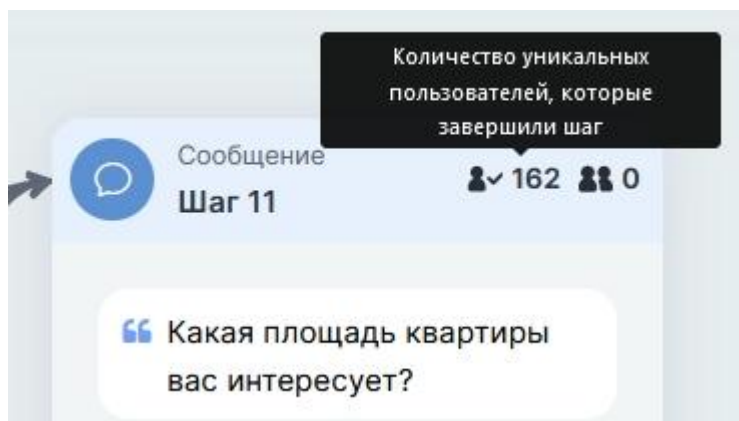 Количество уникальных
пользователей, которые
завершили шаг
Сообщение
Шаг 11
162 0
Какая площадь квартиры
вас интересует?